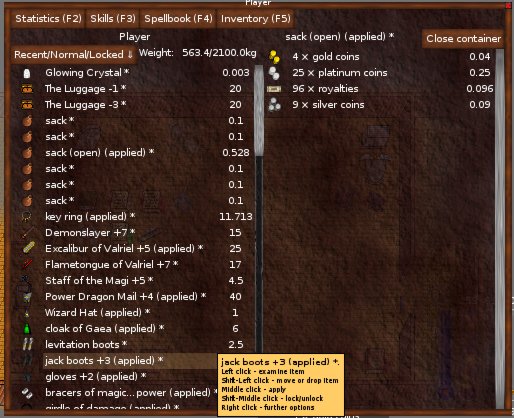 Player
Statistics (F2) Skills (F3) Spellbook (F4) Inventory (F5)
Player
sack (open) (applied) *
Close container
Recent/Normal/Locked ⇓ Weight: 563.4/2100.0kg
Glowing Crystal * 0.003
The Luggage -1 * 20
The Luggage -3 * 20
sack * 0.1
sack * 0.1
sack (open) (applied) * 0.528
sack * 0.1
sack * 0.1
sack * 0.1
key ring (applied) * 11.713
Demonslayer +7 * 15
Excalibur of Valriel +5 (applied) * 25
Flametongue of Valriel +7 * 17
Staff of the Magi +5 * 4.5
Power Dragon Mail +4 (applied) * 40
Wizard Hat (applied) * 1
cloak of Gaea (applied) * 6
levitation boots * 2.5
jack boots +3 (applied) *
gloves +2 (applied) *
bracers of magic...power (applied) *
girdle of damage (applied) *
4 × gold coins 0.04
25 × platinum coins 0.25
96 × royalties 0.096
9 × silver coins 0.09
jack boots +3 (applied) *.
Left click - examine item
Shift-Left click - move or drop item
Middle click - apply
Shift-Middle click - lock/unlock
Right click - further options